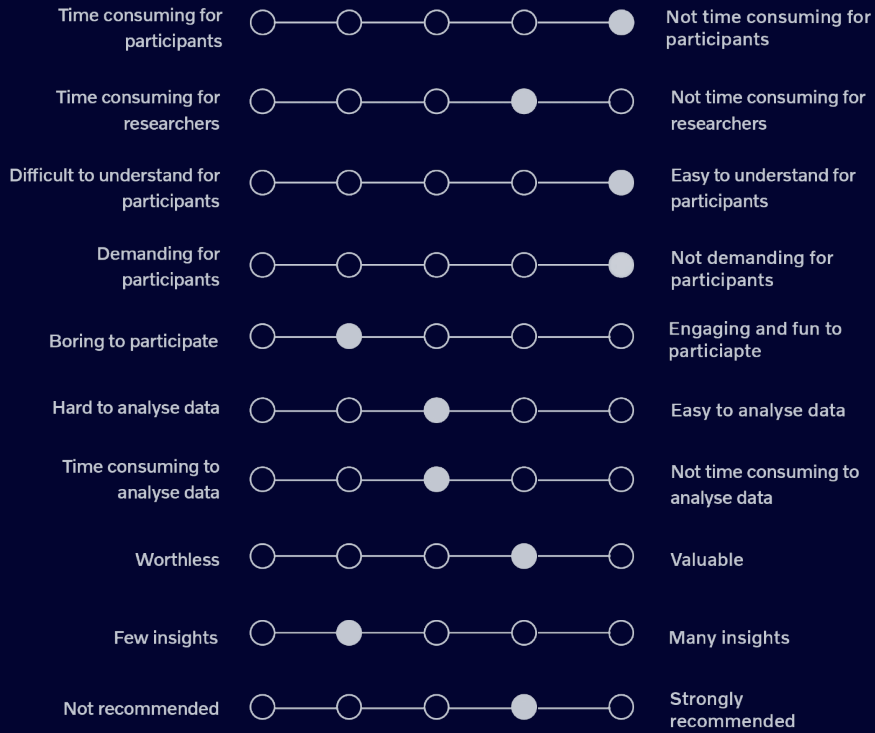 Time consuming for
participants
Not time consuming for
participants
Time consuming for
researchers
Not time consuming for
researchers
Difficult to understand for
participants
Easy to understand for
participants
Demanding for
participants
Not demanding for
participants
Boring to participate
Engaging and fun to
particiapte
Hard to analyse data
Easy to analyse data
Time consuming to
analyse data
Not time consuming to
analyse data
Worthless
Valuable
Few insights
Many insights
Not recommended
Strongly
recommended